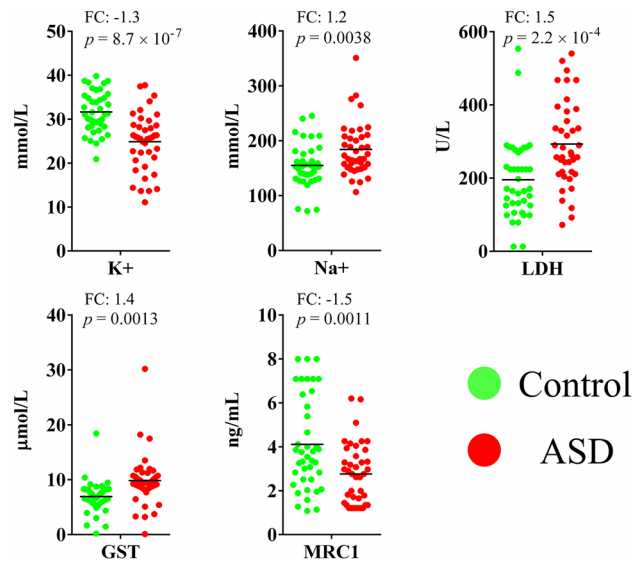 FC: -1.3
p = 8.7 × 10-7
50
40
30
20
10
0
mmol/L
K+
FC: 1.2
p = 0.0038
400
300
200
100
0
mmol/L
Na+
FC: 1.5
p = 2.2 × 10-4
600
400
200
0
U/L
LDH
FC: 1.4
p = 0.0013
40
30
20
10
0
μmol/L
GST
FC: -1.5
p = 0.0011
10
8
6
4
2
0
ng/mL
MRC1
Control
ASD